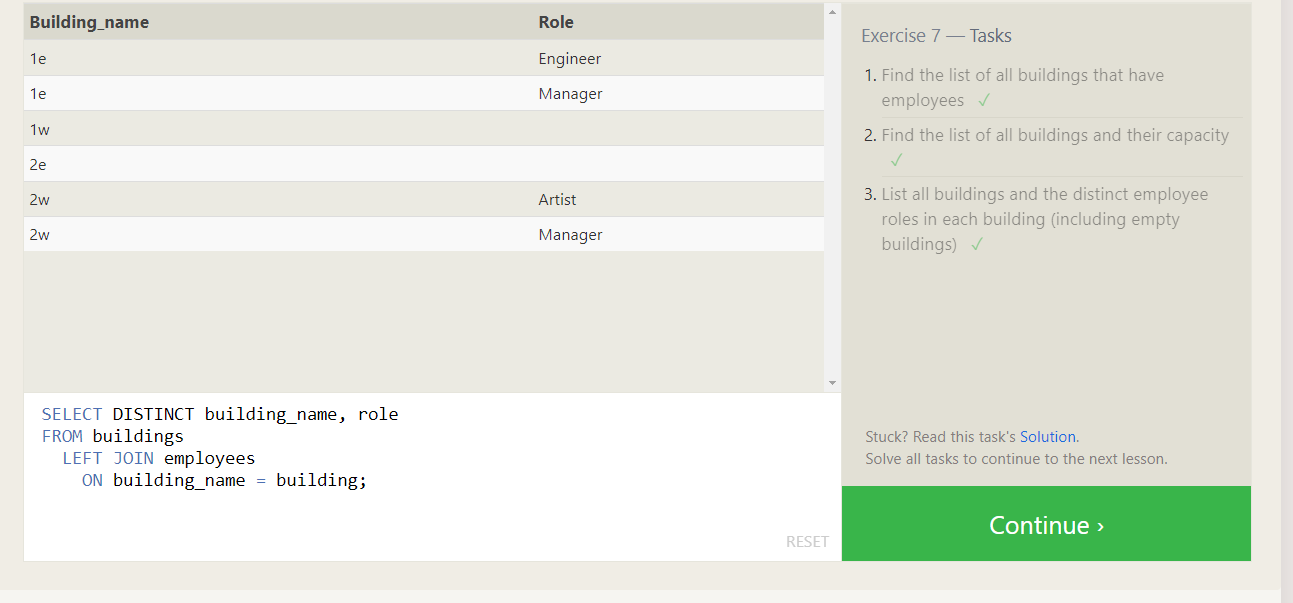 Building_name Role
1e Engineer
1e Manager
1w
2e
2w Artist
2w Manager
SELECT DISTINCT building_name, role
FROM buildings
LEFT JOIN employees
ON building_name = building;
RESET
Exercise 7 — Tasks
1. Find the list of all buildings that have
employees ✓
2. Find the list of all buildings and their capacity
✓
3. List all buildings and the distinct employee
roles in each building (including empty
buildings) ✓
Stuck? Read this task's Solution.
Solve all tasks to continue to the next lesson.
Continue ›